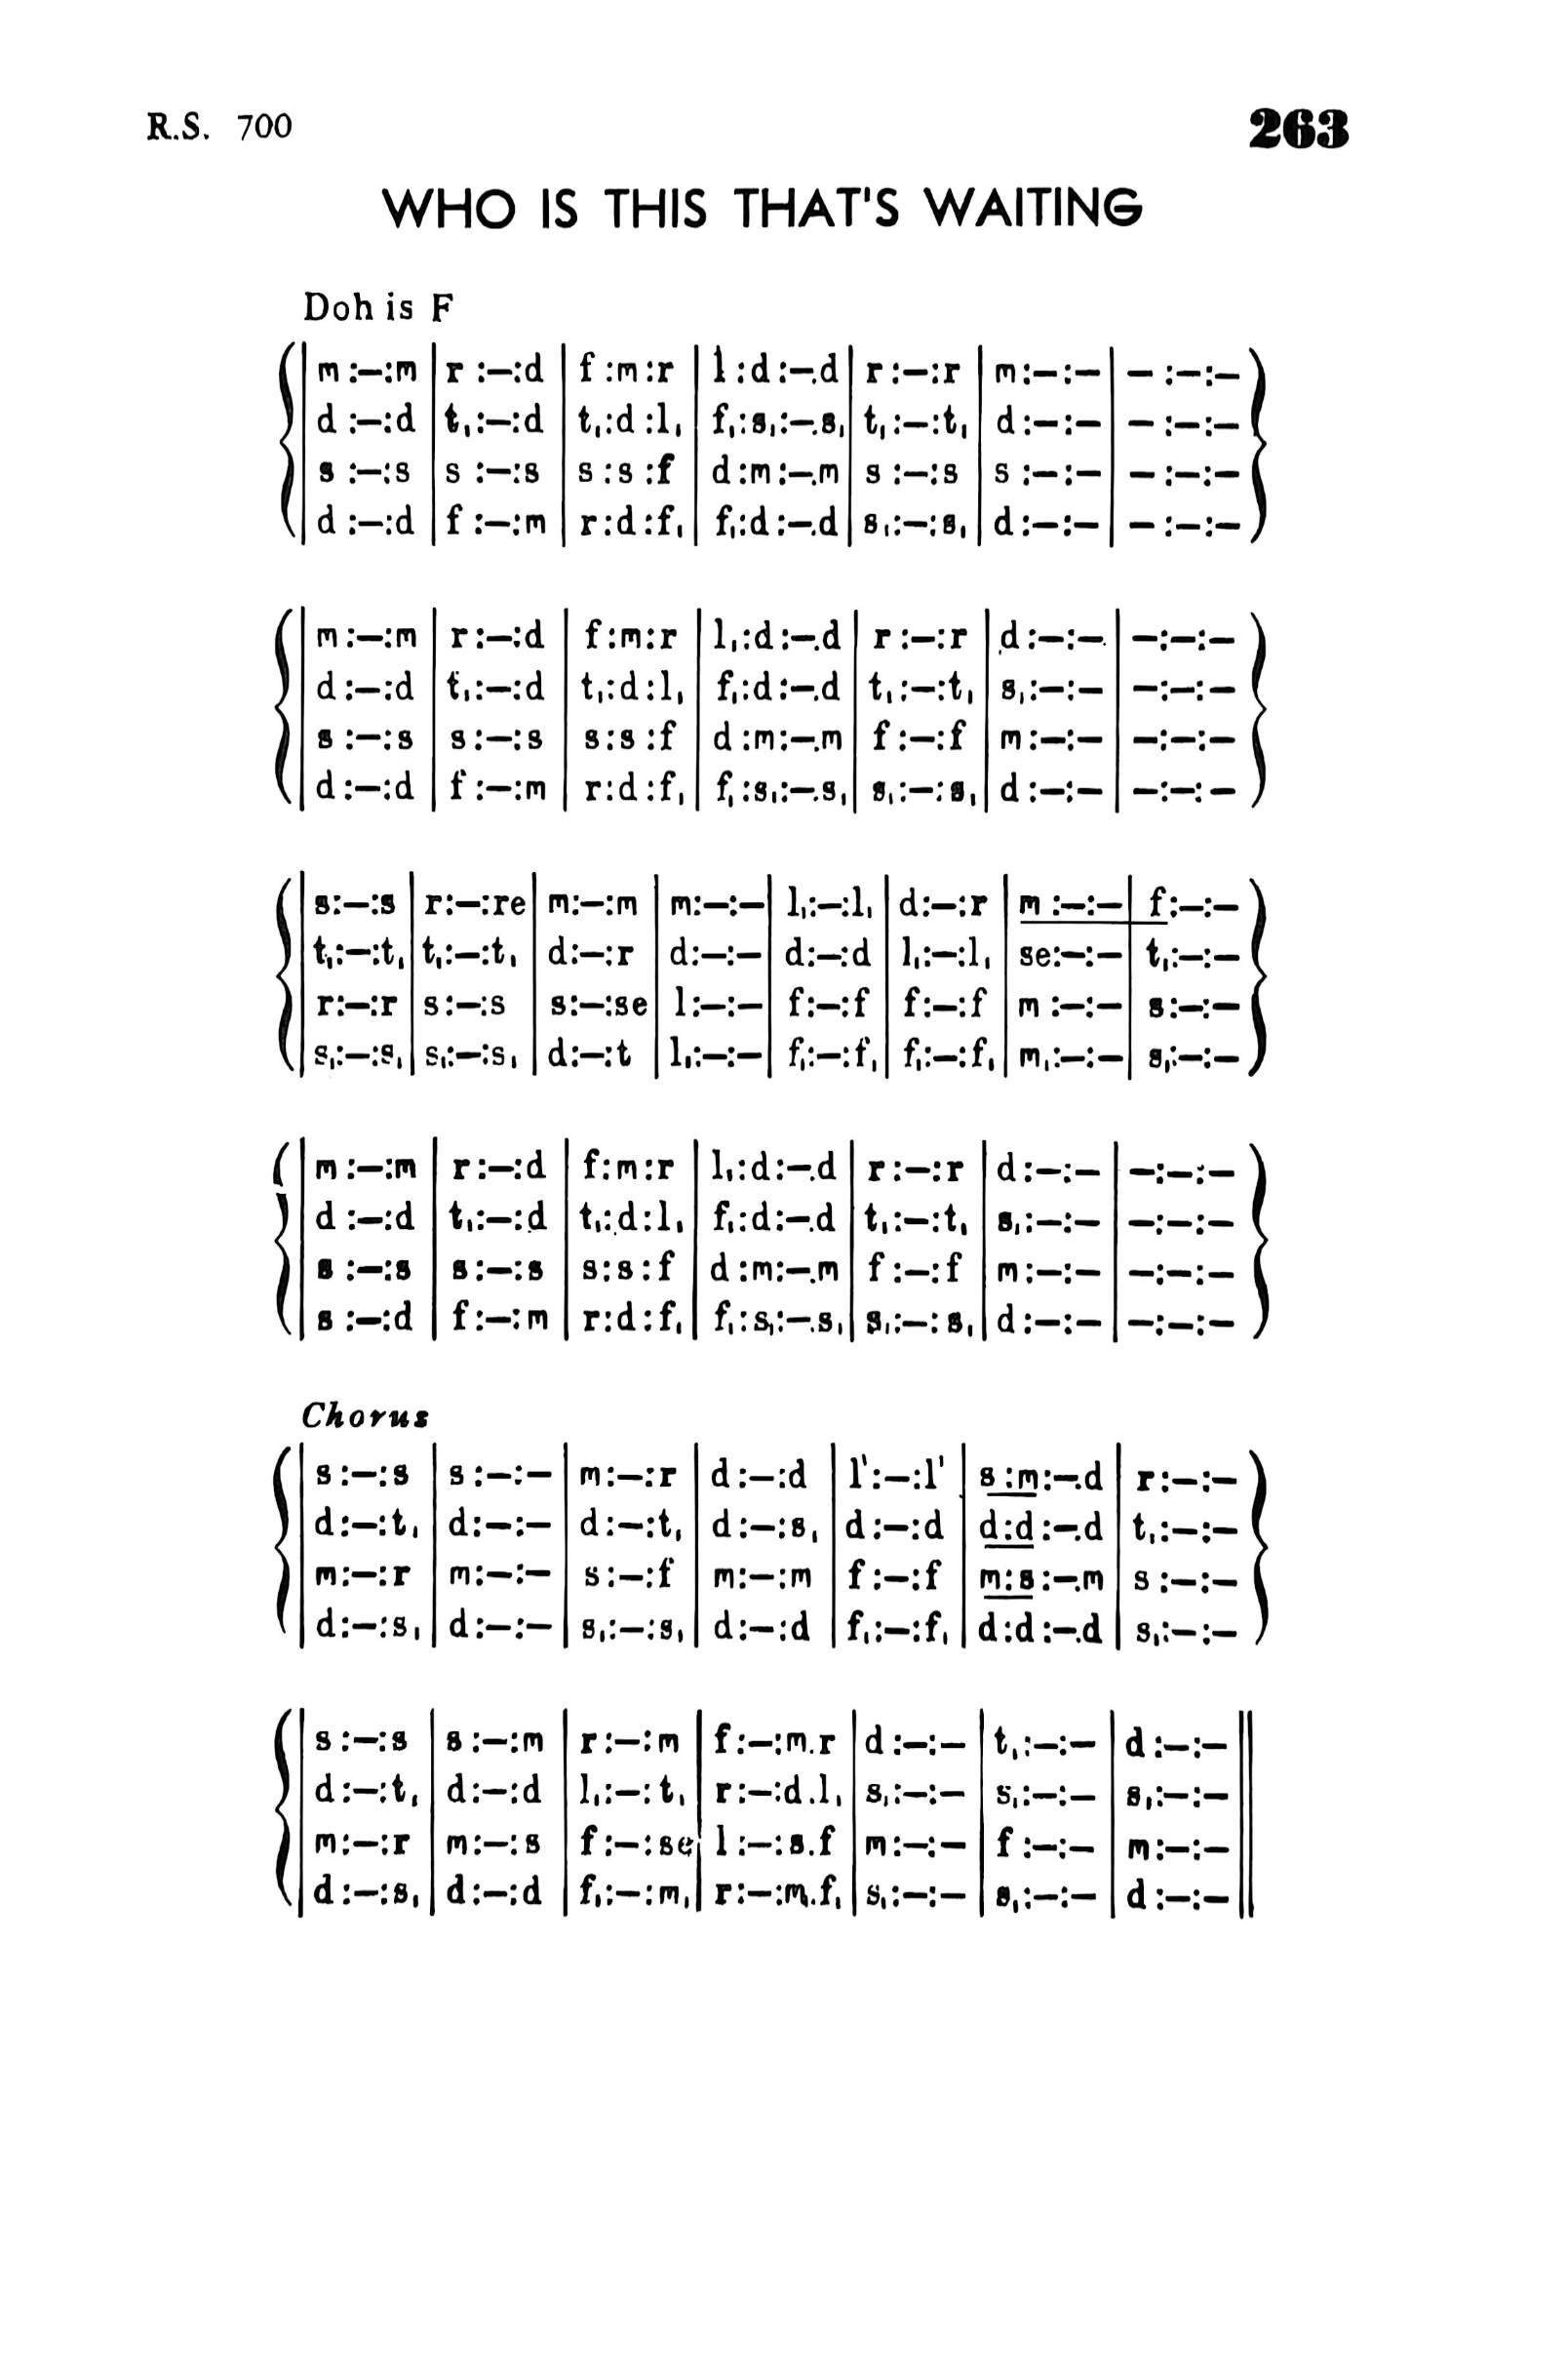 R.S. 700
263
WHO IS THIS THAT'S WAITING
Doh is F
| m :—:m | r :—:d | f :m :r | l :d :—.d | r :—:r | m:—:— | — :—:—
| d :—:d | t,:—:d | t,:d :l, | f,:s,:—.s, | t, :—:t, | d:—:— | — :—:—
| s :—:s | s :—:s | s :s :f | d :m:—.m | s :—:s | s :—:— | — :—:—
| d :—:d | f :—:m | r:d :f, | f,:d :—.d | s,:—:s, | d:—:— | — :—:—
| m :—:m | r:—:d | f:m:r | l,:d :—.d | r :—:r | d :—:— | —:—:—
| d :—:d | t,:—:d | t,:d:l, | f,:d:—.d | t, :—:t, | s,:—:— | —:—:—
| s :—:s | s:—:s | s:s :f | d :m:—.m | f :—:f | m:—:— | —:—:—
| d :—:d | f :—:m | r:d :f, | f, :s,:—.s, | s,:—:s, | d :—:— | —:—:—
| s:—:s | r:—:re | m:—:m | m:—:— | l,:—:l, | d:—:r | m :—:— | f:—:—
| t,:—:t, | t,:—:t, | d:—:r | d:—:— | d:—:d | l,:—:l, | se:—:— | t,:—:—
| r:—:r | s:—:s | s:—:se | l:—:— | f:—:f | f:—:f | m :—:— | s:—:—
| s,:—:s, | s,:—:s, | d:—:t | l,:—:— | f,:—:f, | f,:—:f, | m,:—:— | s,:—:—
| m :—:m | r :—:d | f:m:r | l,:d:—.d | r :—:r | d :—:— | —:—:—
| d :—:d | t,:—:d | t,:d:l, | f,:d:—.d | t,:—:t, | s,:—:— | —:—:—
| s :—:s | s:—:s | s:s:f | d :m:—.m | f :—:f | m:—:— | —:—:—
| s :—:d | f :—:m | r:d:f, | f,:s,:—.s, | s,:—:s, | d :—:— | —:—:—
Chorus
| s :—:s | s :—:— | m:—:r | d :—:d | l':—:l' | s :m:—.d | r:—:—
| d:—:t, | d:—:— | d:—:t, | d:—:s, | d :—:d | d:d :—.d | t,:—:—
| m:—:r | m:—:— | s:—:f | m:—:m | f :—:f | m:s :—.m | s :—:—
| d:—:s, | d:—:— | s,:—:s, | d:—:d | f,:—:f, | d :d :—.d | s,:—:—
| s :—:s | s :—:m | r:—:m | f:—:m.r | d :—:— | t,:—:— | d :—:— ||
| d:—:t, | d:—:d | l,:—:t, | r:—:d.l, | s,:—:— | s,:—:— | s,:—:— ||
| m:—:r | m:—:s | f :—:se | l :—:s.f | m:—:— | f :—:— | m:—:— ||
| d:—:s, | d:—:d | f,:—:m, | r:—:m,.f, | s,:—:— | s,:—:— | d :—:— ||